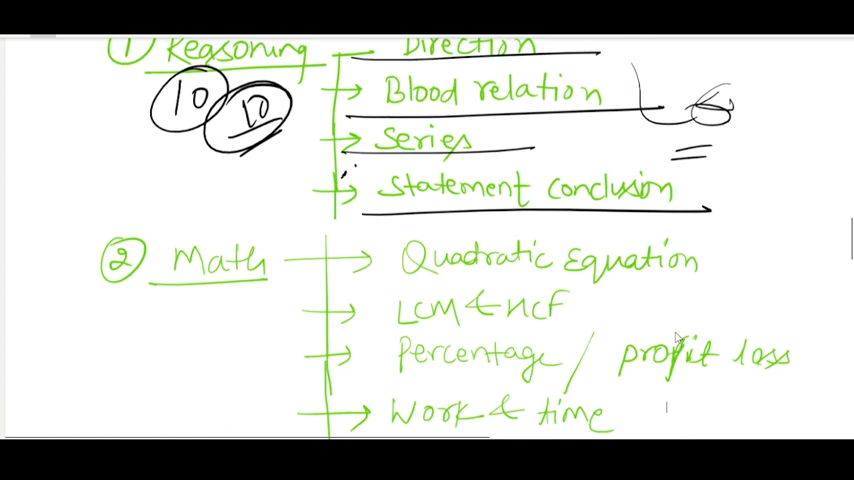 ① Reasoning → Direction
10 10 → Blood relation
→ Series
→ Statement conclusion
② Math → Quadratic Equation
→ LCM & HCF
→ Percentage / profit loss
→ Work & time